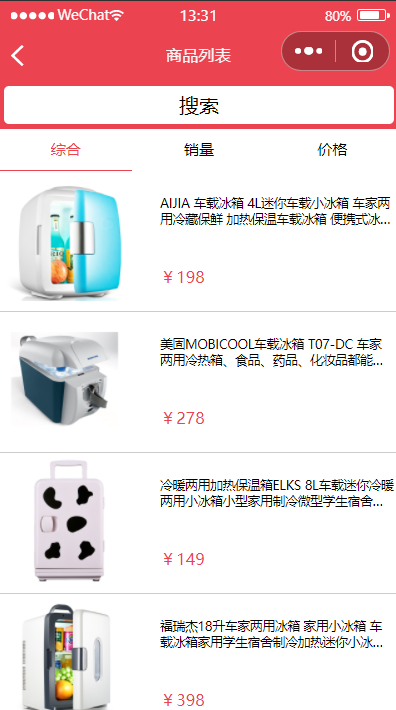 WeChat 13:31 80%
商品列表
搜索
综合 销量 价格
AIJIA 车载冰箱 4L迷你车载小冰箱 车家两
用冷藏保鲜 加热保温车载冰箱 便携式冰...
￥198
美固MOBICOOL车载冰箱 T07-DC 车家
两用冷热箱、食品、药品、化妆品都能...
￥278
冷暖两用加热保温箱ELKS 8L车载迷你冷暖
两用小冰箱小型家用制冷微型学生宿舍...
￥149
福瑞杰18升车家两用冰箱 家用小冰箱 车
载冰箱家用学生宿舍制冷加热迷你小冰...
￥398